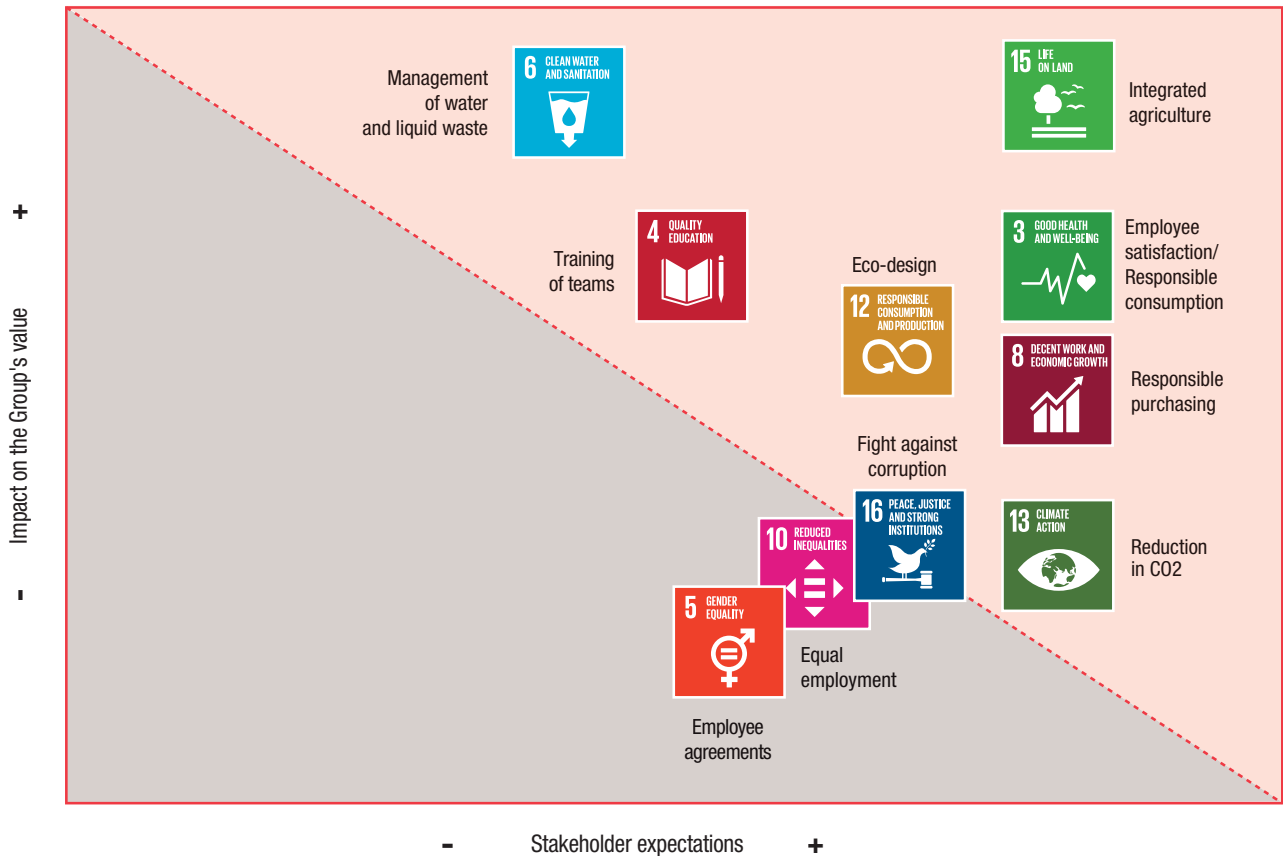 6 CLEAN WATER
AND SANITATION
Management
of water
and liquid waste
15 LIFE
ON LAND
Integrated
agriculture
4 QUALITY
EDUCATION
Training
of teams
Eco-design
12 RESPONSIBLE
CONSUMPTION
AND PRODUCTION
3 GOOD HEALTH
AND WELL-BEING
Employee
satisfaction/
Responsible
consumption
8 DECENT WORK AND
ECONOMIC GROWTH
Responsible
purchasing
Fight against
corruption
16 PEACE, JUSTICE
AND STRONG
INSTITUTIONS
13 CLIMATE
ACTION
Reduction
in CO2
10 REDUCED
INEQUALITIES
5 GENDER
EQUALITY
Equal
employment
Employee
agreements
- Impact on the Group's value +
- Stakeholder expectations +